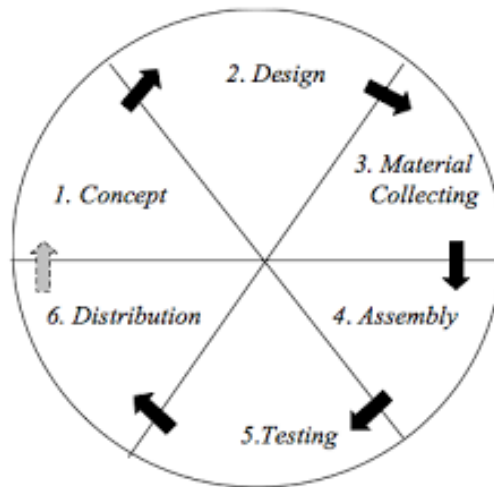 1. Concept
2. Design
3. Material
Collecting
4. Assembly
5.Testing
6. Distribution